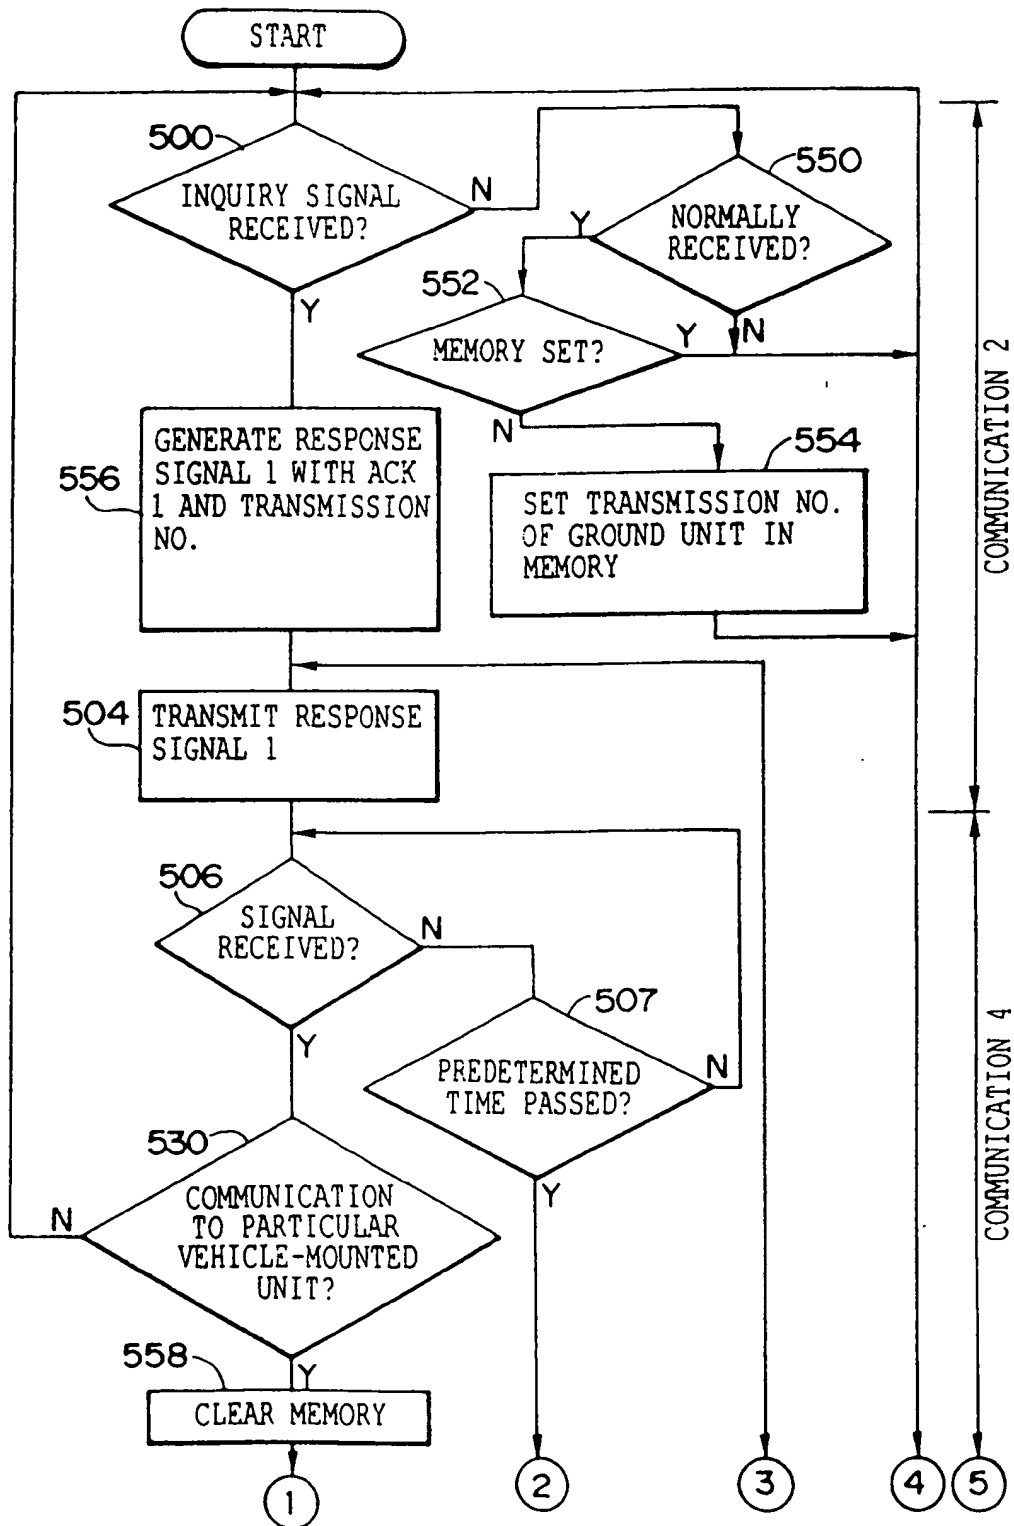 START
500
INQUIRY SIGNAL
RECEIVED?
N
Y
550
NORMALLY
RECEIVED?
Y
N
552
MEMORY SET?
Y
N
554
SET TRANSMISSION NO.
OF GROUND UNIT IN
MEMORY
556
GENERATE RESPONSE
SIGNAL 1 WITH ACK
1 AND TRANSMISSION
NO.
504
TRANSMIT RESPONSE
SIGNAL 1
COMMUNICATION 2
506
SIGNAL
RECEIVED?
N
Y
507
PREDETERMINED
TIME PASSED?
N
Y
530
COMMUNICATION
TO PARTICULAR
VEHICLE-MOUNTED
UNIT?
N
Y
558
CLEAR MEMORY
COMMUNICATION 4
1
2
3
4
5